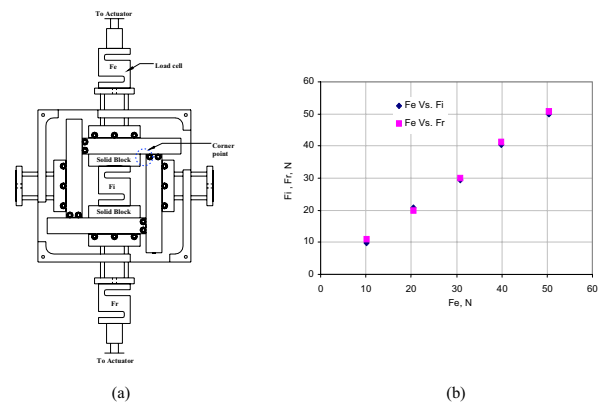 To Actuator
Fe
Load cell
Corner
point
Solid Block
Fi
Solid Block
Fr
To Actuator
(a)
60
50
40
30
20
10
0
Fi , Fr, N
Fe Vs. Fi
Fe Vs. Fr
0 10 20 30 40 50 60
Fe, N
(b)